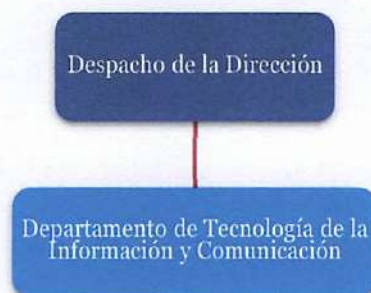 Despacho de la Dirección
Departamento de Tecnología de la
Información y Comunicación